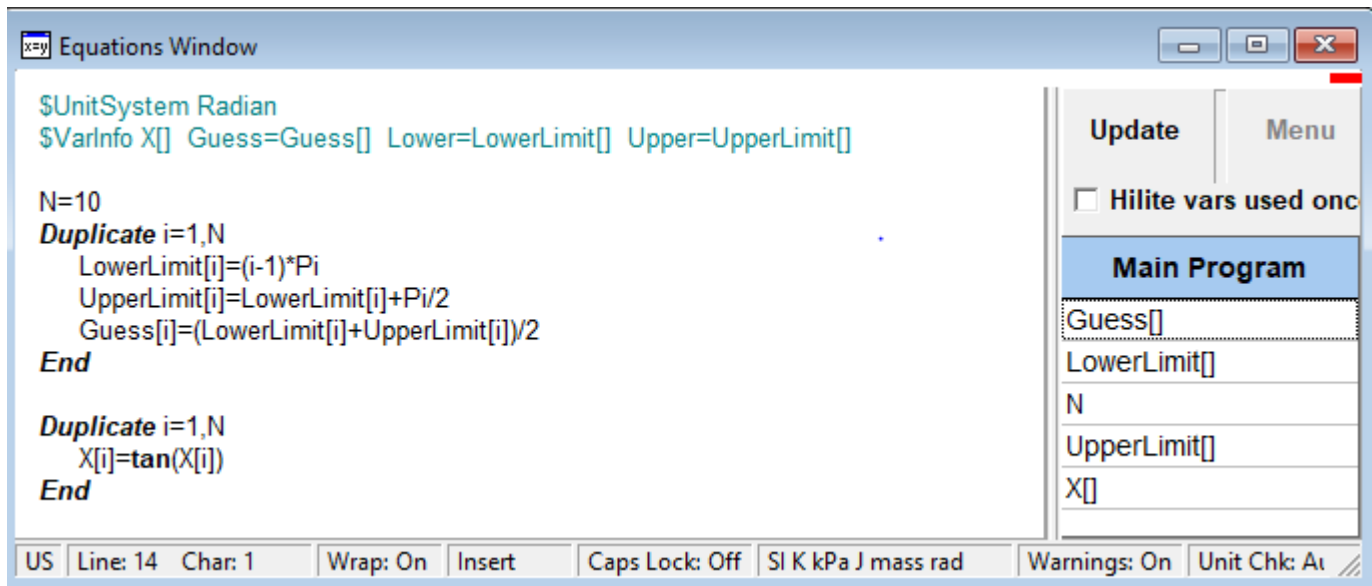 x=y Equations Window
$UnitSystem Radian
$VarInfo X[] Guess=Guess[] Lower=LowerLimit[] Upper=UpperLimit[]
N=10
Duplicate i=1,N
LowerLimit[i]=(i-1)*Pi
UpperLimit[i]=LowerLimit[i]+Pi/2
Guess[i]=(LowerLimit[i]+UpperLimit[i])/2
End
Duplicate i=1,N
X[i]=tan(X[i])
End
Update Menu
Hilite vars used onc
Main Program
Guess[]
LowerLimit[]
N
UpperLimit[]
X[]
US Line: 14 Char: 1 Wrap: On Insert Caps Lock: Off SI K kPa J mass rad Warnings: On Unit Chk: Au